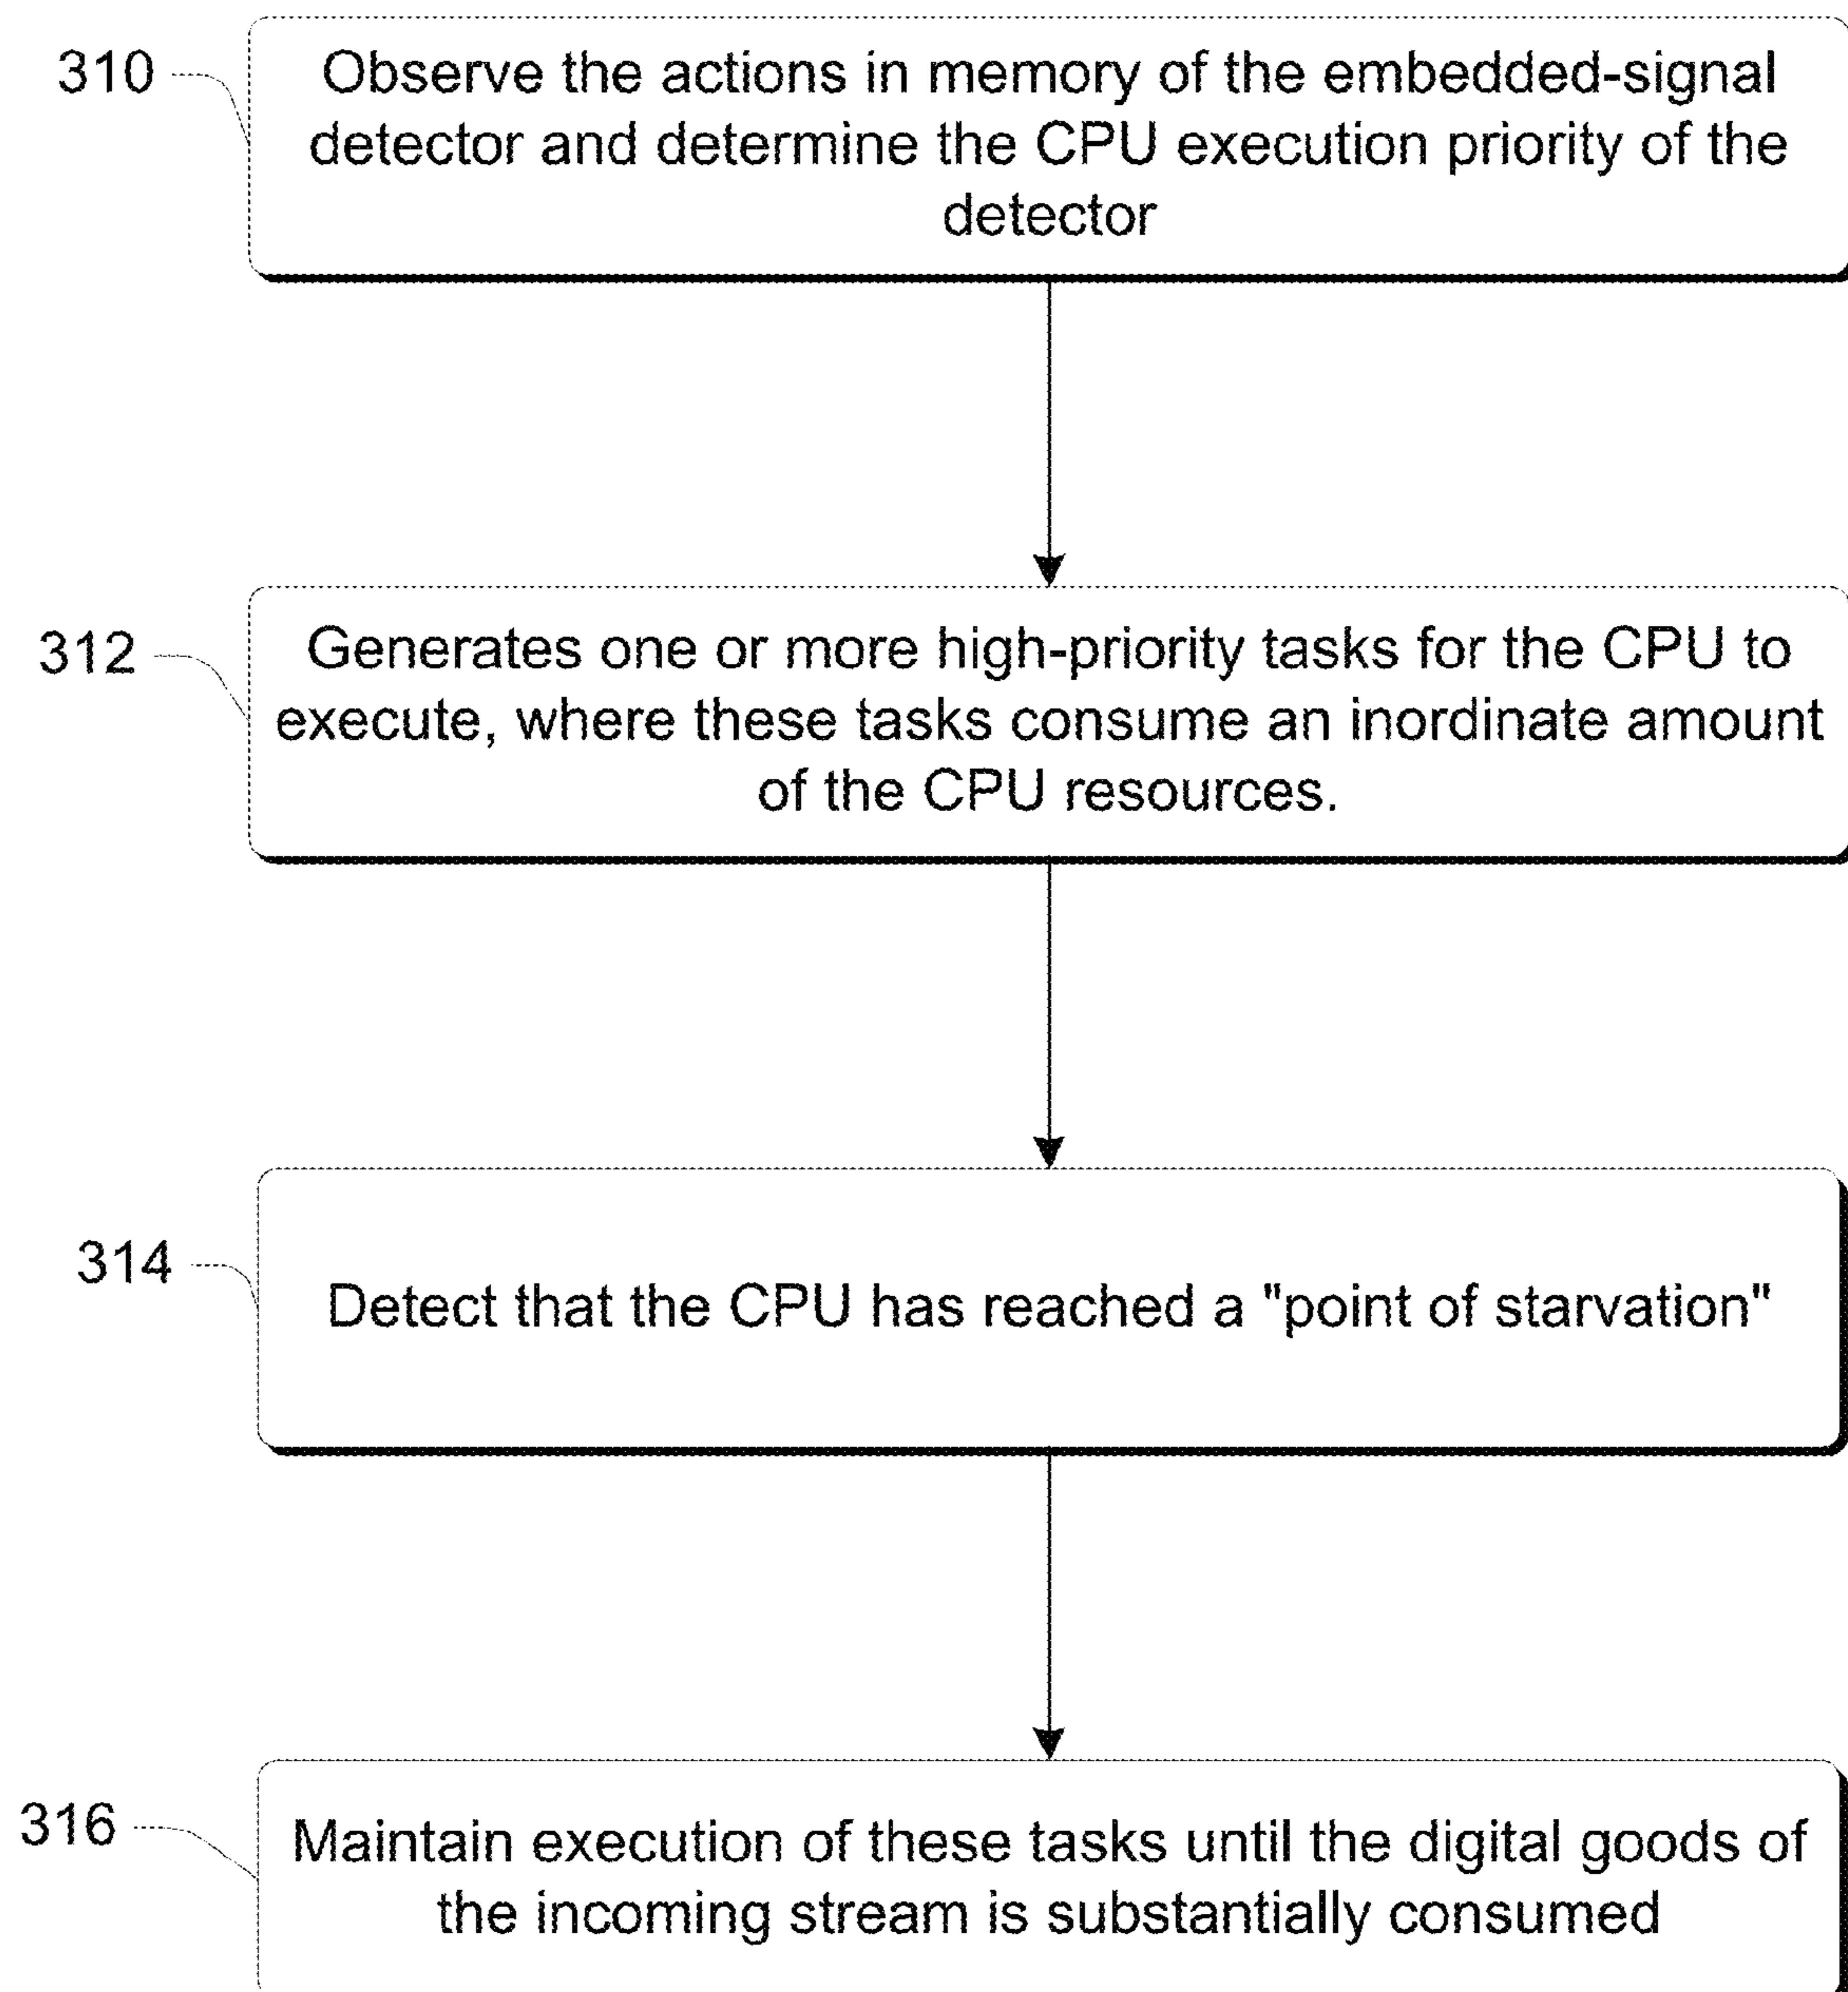 310
Observe the actions in memory of the embedded-signal
detector and determine the CPU execution priority of the
detector
312
Generates one or more high-priority tasks for the CPU to
execute, where these tasks consume an inordinate amount
of the CPU resources.
314
Detect that the CPU has reached a "point of starvation"
316
Maintain execution of these tasks until the digital goods of
the incoming stream is substantially consumed